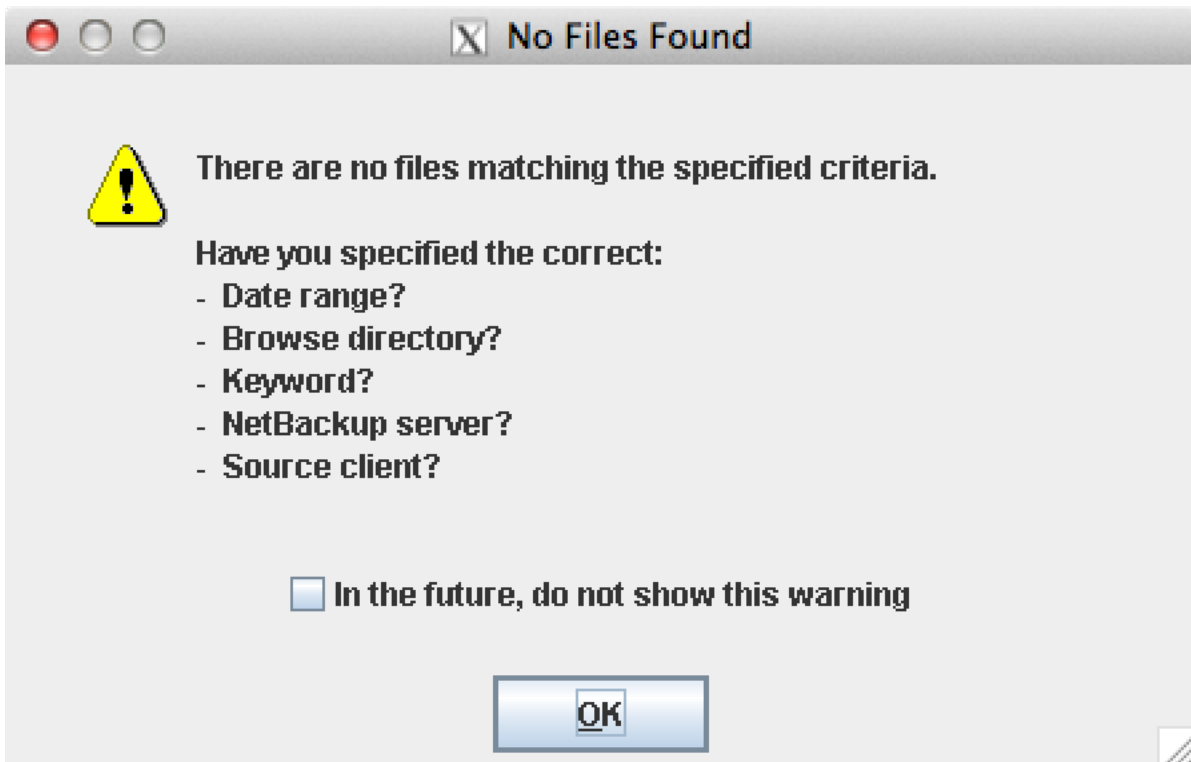 No Files Found
There are no files matching the specified criteria.
Have you specified the correct:
- Date range?
- Browse directory?
- Keyword?
- NetBackup server?
- Source client?
In the future, do not show this warning
OK